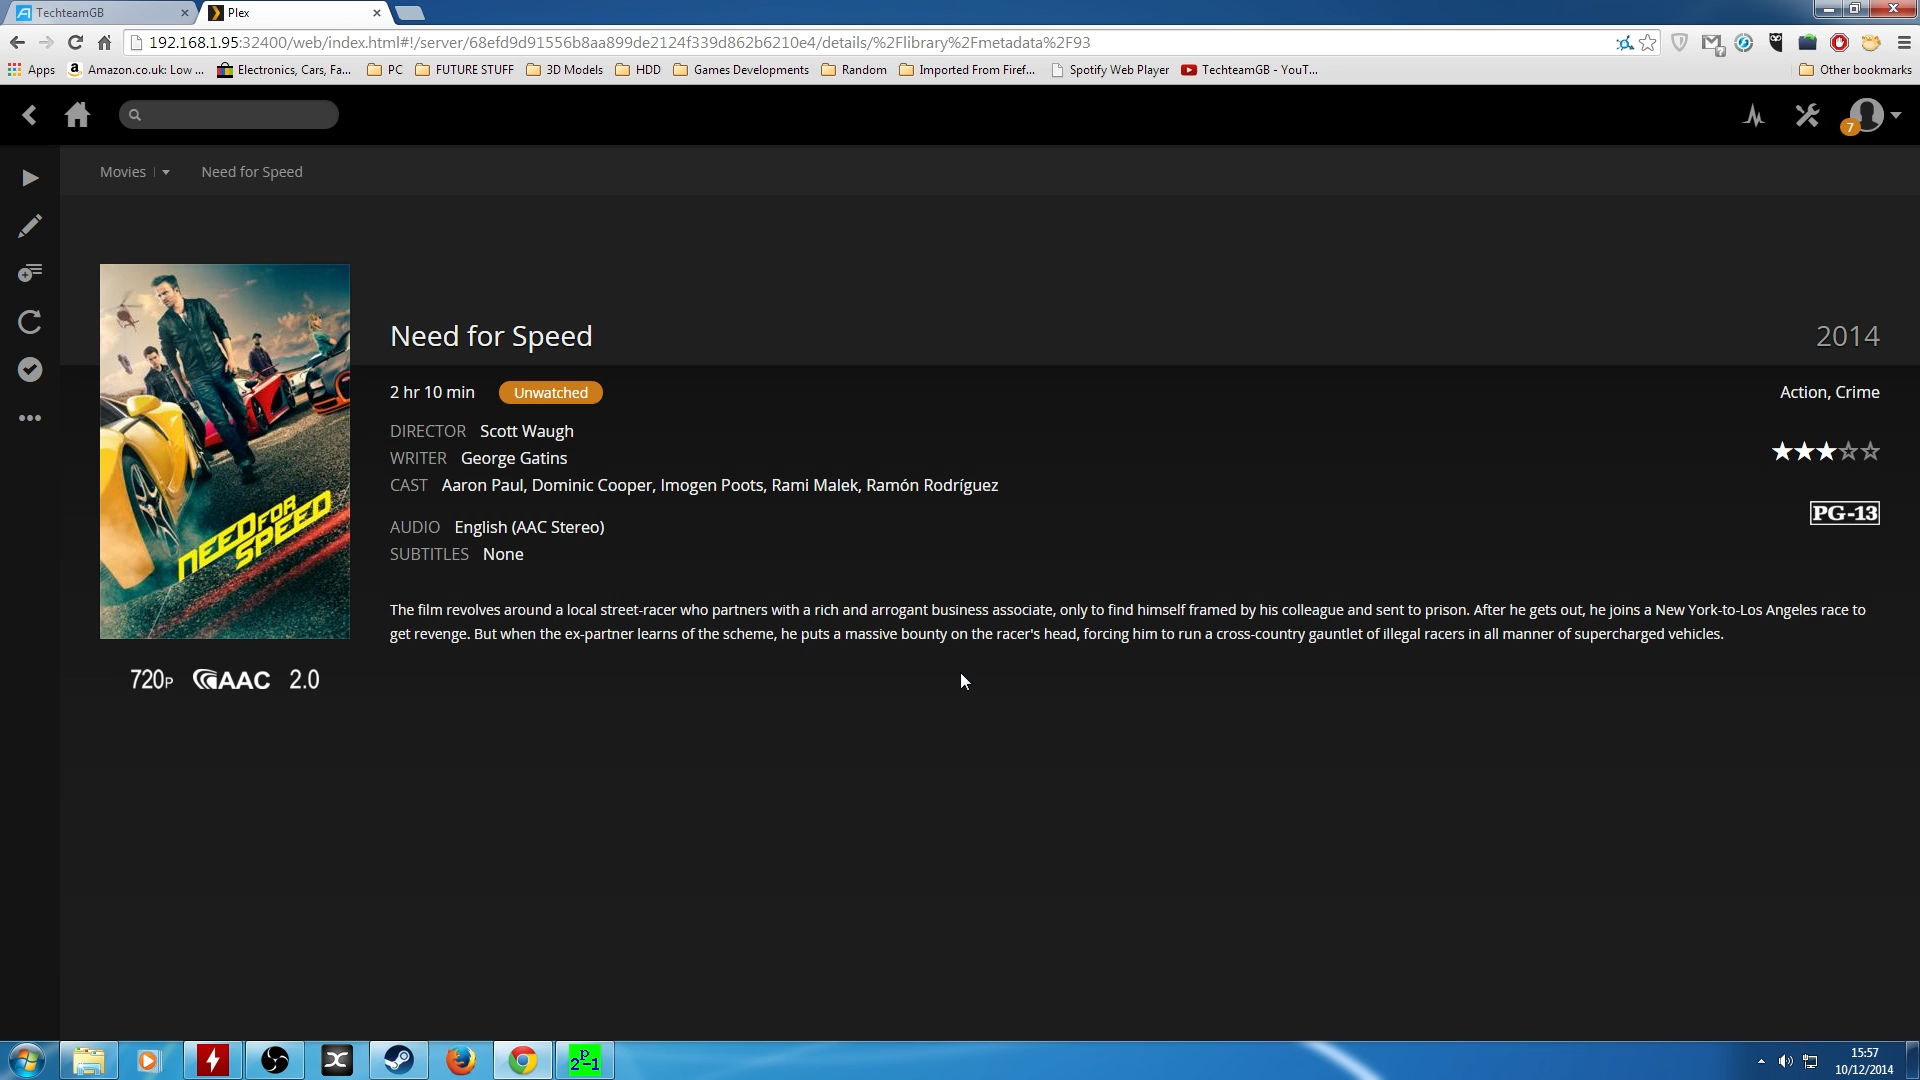 TechteamGB
Plex
192.168.1.95:32400/web/index.html#!/server/68efd9d91556b8aa899de2124f339d862b6210e4/details/%2Flibrary%2Fmetadata%2F93
Apps Amazon.co.uk: Low ... Electronics, Cars, Fa... PC FUTURE STUFF 3D Models HDD Games Developments Random Imported From Firef... Spotify Web Player TechteamGB - YouT... Other bookmarks
7
Movies Need for Speed
NEED FOR
SPEED
Need for Speed 2014
2 hr 10 min Unwatched Action, Crime
DIRECTOR Scott Waugh
WRITER George Gatins
CAST Aaron Paul, Dominic Cooper, Imogen Poots, Rami Malek, Ramón Rodríguez
PG-13
AUDIO English (AAC Stereo)
SUBTITLES None
The film revolves around a local street-racer who partners with a rich and arrogant business associate, only to find himself framed by his colleague and sent to prison. After he gets out, he joins a New York-to-Los Angeles race to
get revenge. But when the ex-partner learns of the scheme, he puts a massive bounty on the racer's head, forcing him to run a cross-country gauntlet of illegal racers in all manner of supercharged vehicles.
720P AAC 2.0
2P-1
15:57
10/12/2014